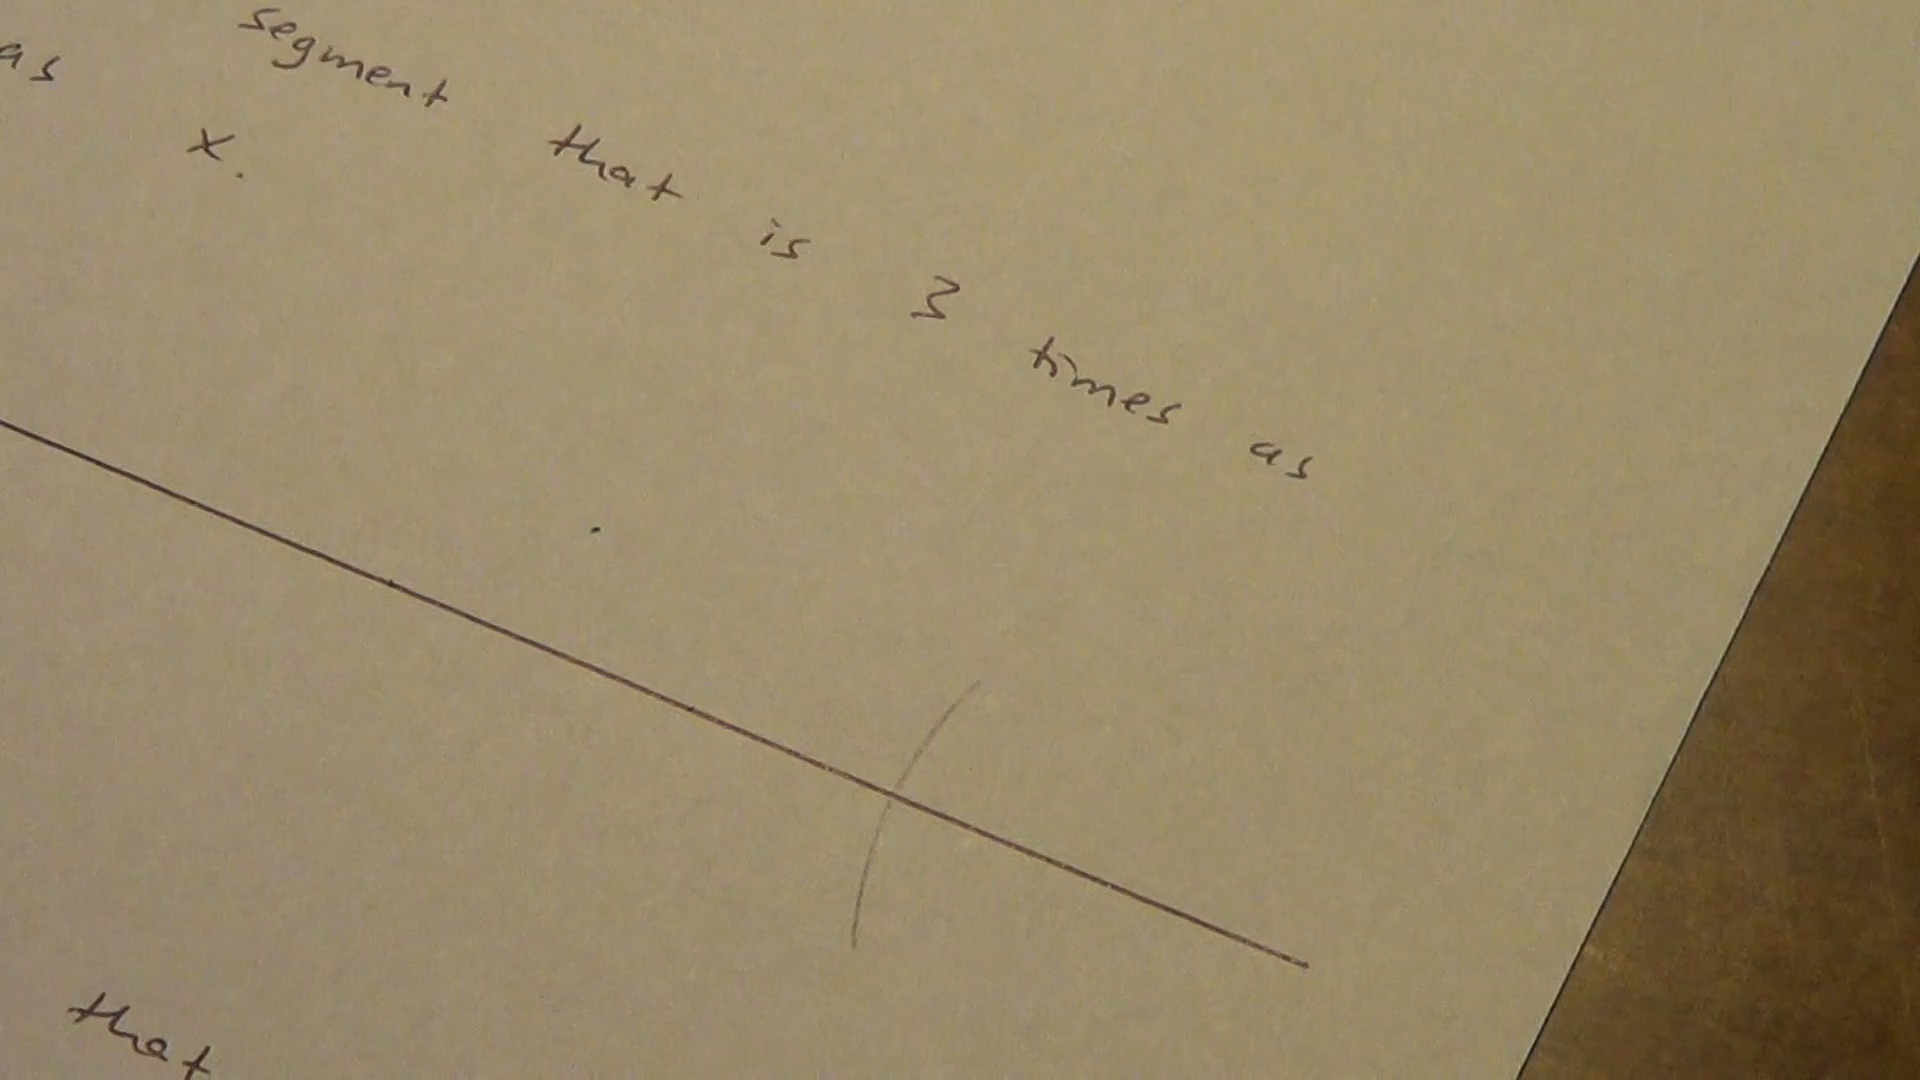 segment that is 3 times as
as x.
that